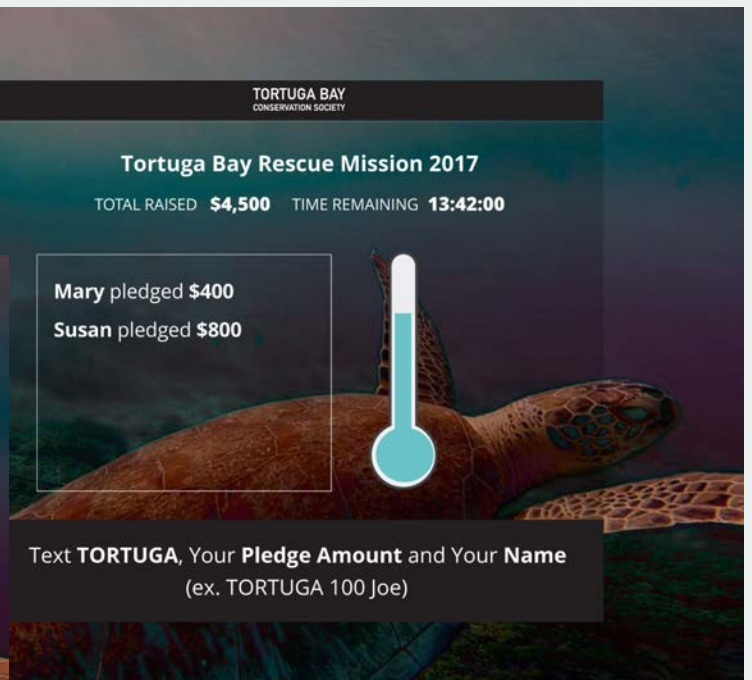 TORTUGA BAY
CONSERVATION SOCIETY
Tortuga Bay Rescue Mission 2017
TOTAL RAISED $4,500 TIME REMAINING 13:42:00
Mary pledged $400
Susan pledged $800
Text TORTUGA, Your Pledge Amount and Your Name
(ex. TORTUGA 100 Joe)